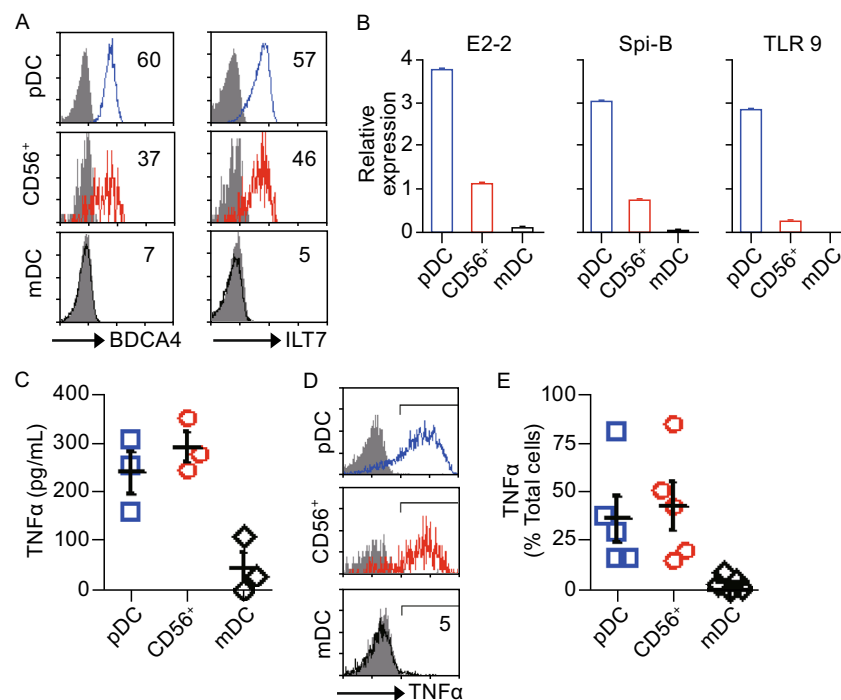 A
pDC
60
57
CD56+
37
46
mDC
7
5
BDCA4
ILT7
B
E2-2
Spi-B
TLR 9
Relative
expression
4
3
1
0
pDC
CD56+
mDC
pDC
CD56+
mDC
pDC
CD56+
mDC
C
TNFα (pg/mL)
400
300
200
100
0
pDC
CD56+
mDC
D
pDC
CD56+
mDC
5
TNFα
E
TNFα
(% Total cells)
100
75
50
25
0
pDC
CD56+
mDC